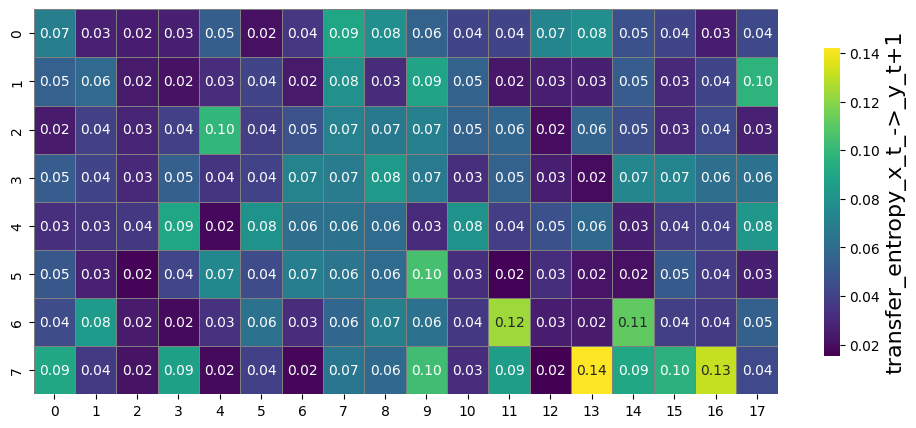 0 0.07 0.03 0.02 0.03 0.05 0.02 0.04 0.09 0.08 0.06 0.04 0.04 0.07 0.08 0.05 0.04 0.03 0.04
1 0.05 0.06 0.02 0.02 0.03 0.04 0.02 0.08 0.03 0.09 0.05 0.02 0.03 0.03 0.05 0.03 0.04 0.10
2 0.02 0.04 0.03 0.04 0.10 0.04 0.05 0.07 0.07 0.07 0.05 0.06 0.02 0.06 0.05 0.03 0.04 0.03
3 0.05 0.04 0.03 0.05 0.04 0.04 0.07 0.07 0.08 0.07 0.03 0.05 0.03 0.02 0.07 0.07 0.06 0.06
4 0.03 0.03 0.04 0.09 0.02 0.08 0.06 0.06 0.06 0.03 0.08 0.04 0.05 0.06 0.03 0.04 0.04 0.08
5 0.05 0.03 0.02 0.04 0.07 0.04 0.07 0.06 0.06 0.10 0.03 0.02 0.03 0.02 0.02 0.05 0.04 0.03
6 0.04 0.08 0.02 0.02 0.03 0.06 0.03 0.06 0.07 0.06 0.04 0.12 0.03 0.02 0.11 0.04 0.04 0.05
7 0.09 0.04 0.02 0.09 0.02 0.04 0.02 0.07 0.06 0.10 0.03 0.09 0.02 0.14 0.09 0.10 0.13 0.04
0 1 2 3 4 5 6 7 8 9 10 11 12 13 14 15 16 17
0.14
0.12
0.10
0.08
0.06
0.04
0.02
transfer_entropy_x_t_->_y_t+1